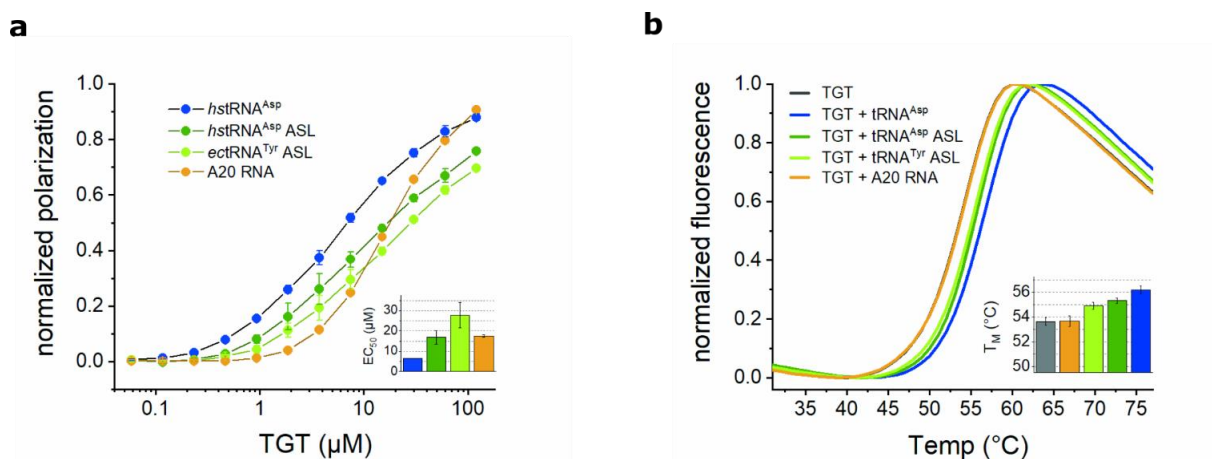 a
normalized polarization
1.0
0.8
0.6
0.4
0.2
0.0
hstRNAAsp
hstRNAAsp ASL
ectRNATyr ASL
A20 RNA
EC50 (µM)
30
20
10
0
0.1
1
10
100
TGT (µM)
b
normalized fluorescence
1.0
0.8
0.6
0.4
0.2
0.0
TGT
TGT + tRNAAsp
TGT + tRNAAsp ASL
TGT + tRNATyr ASL
TGT + A20 RNA
TM (°C)
56
54
52
50
35
40
45
50
55
60
65
70
75
Temp (°C)